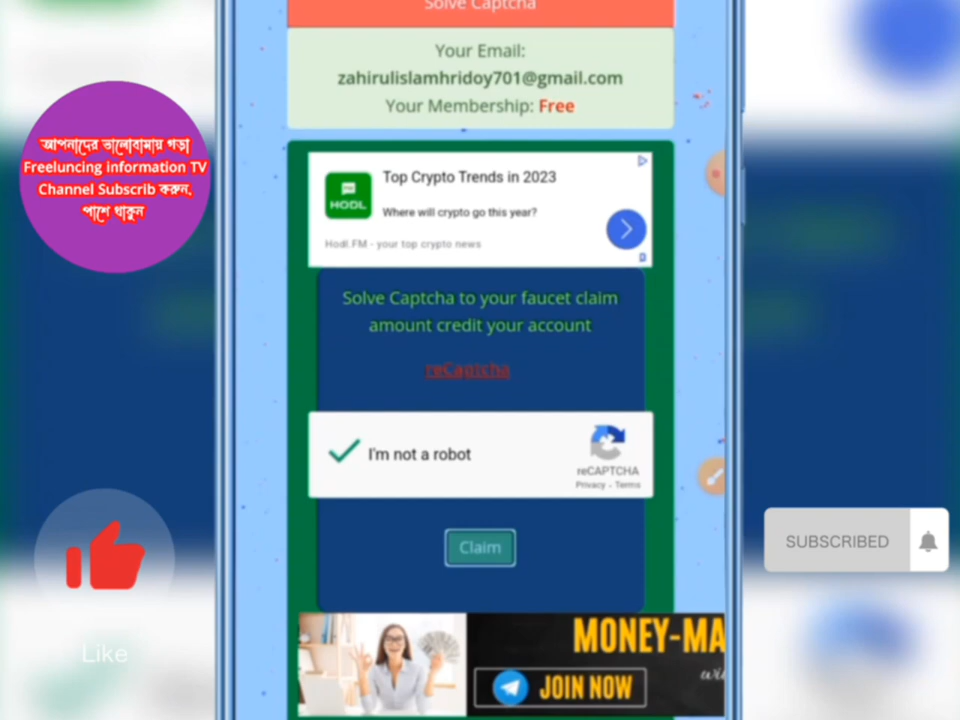 Solve Captcha
Your Email:
zahirulislamhridoy701@gmail.com
Your Membership: Free
আপনাদের ভালোবাসায় গড়া
Freeluncing information TV
Channel Subscrib করুন,
পাশে থাকুন
Top Crypto Trends in 2023
Where will crypto go this year?
HODL
Hodl.FM - your top crypto news
Solve Captcha to your faucet claim
amount credit your account
reCaptcha
I'm not a robot
reCAPTCHA
Privacy - Terms
Claim
SUBSCRIBED
Like
MONEY-MA
wi
JOIN NOW